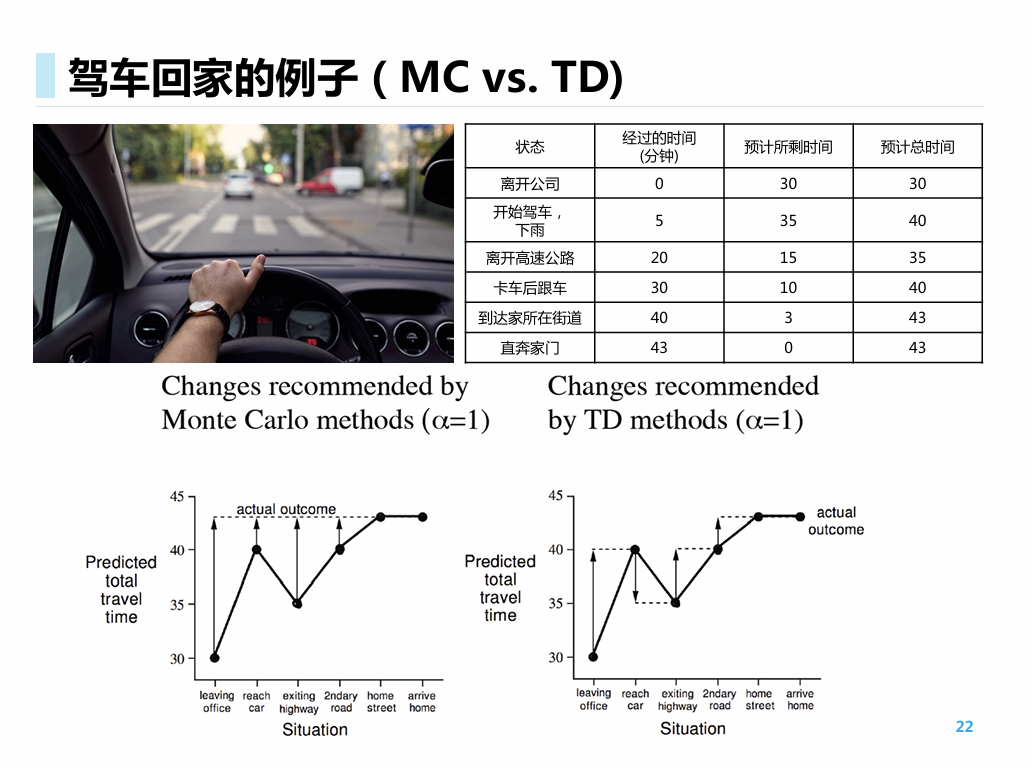 驾车回家的例子 ( MC vs. TD)
状态 经过的时间 (分钟) 预计所剩时间 预计总时间
离开公司 0 30 30
开始驾车，
下雨 5 35 40
离开高速公路 20 15 35
卡车后跟车 30 10 40
到达家所在街道 40 3 43
直奔家门 43 0 43
Changes recommended by
Monte Carlo methods (α=1)
Changes recommended
by TD methods (α=1)
45
40
35
30
actual outcome
Predicted
total
travel
time
leaving
office
reach
car
exiting
highway
2ndary
road
home
street
arrive
home
Situation
45
40
35
30
actual
outcome
Predicted
total
travel
time
leaving
office
reach
car
exiting
highway
2ndary
road
home
street
arrive
home
Situation
22